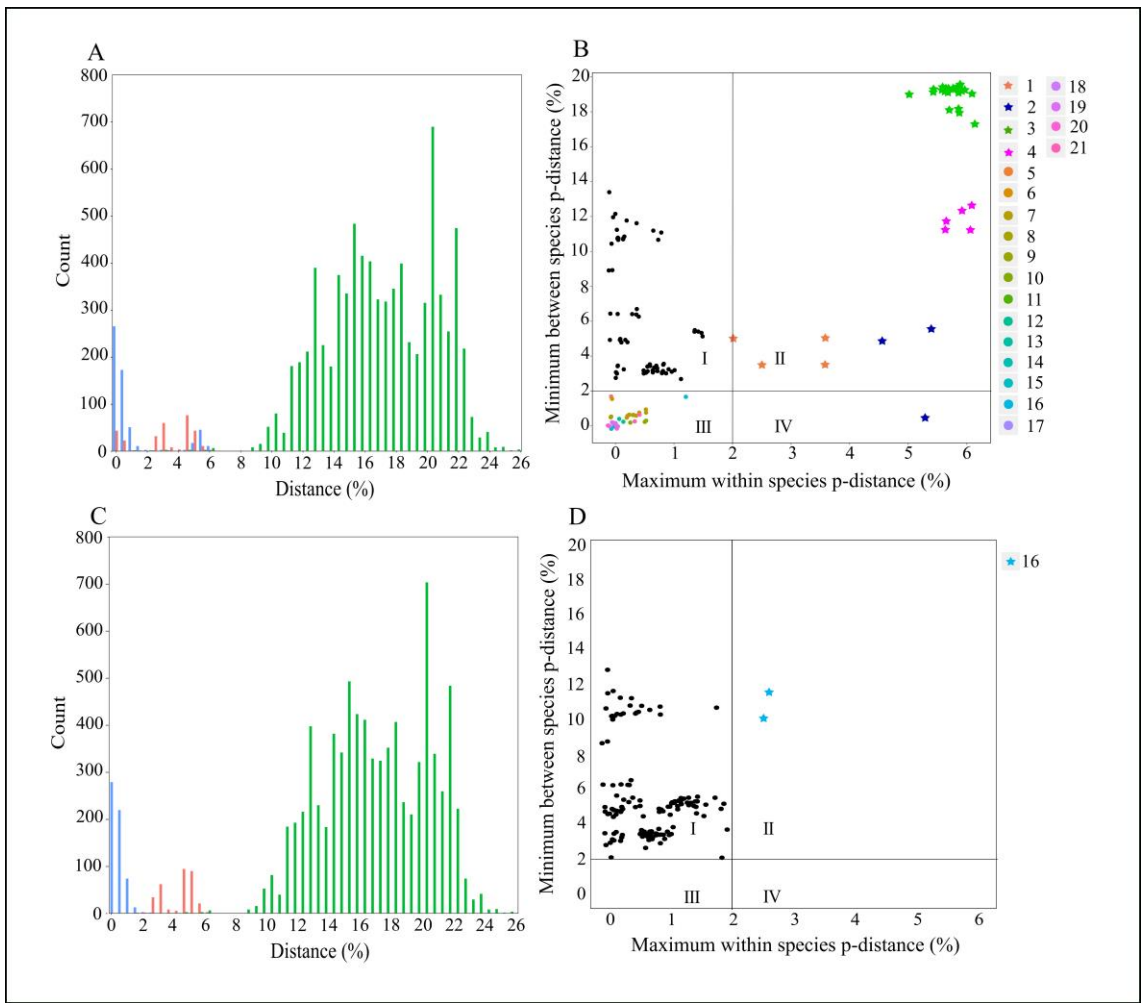 A
800
700
600
500
400
300
200
100
0
Count
0 2 4 6 8 10 12 14 16 18 20 22 24 26
Distance (%)
B
20
18
16
14
12
10
8
6
4
2
0
Minimum between species p-distance (%)
I
II
III
IV
0 1 2 3 4 5 6
Maximum within species p-distance (%)
1
2
3
4
5
6
7
8
9
10
11
12
13
14
15
16
17
18
19
20
21
C
800
700
600
500
400
300
200
100
0
Count
0 2 4 6 8 10 12 14 16 18 20 22 24 26
Distance (%)
D
20
18
16
14
12
10
8
6
4
2
0
Minimum between species p-distance (%)
I
II
III
IV
0 1 2 3 4 5 6
Maximum within species p-distance (%)
16